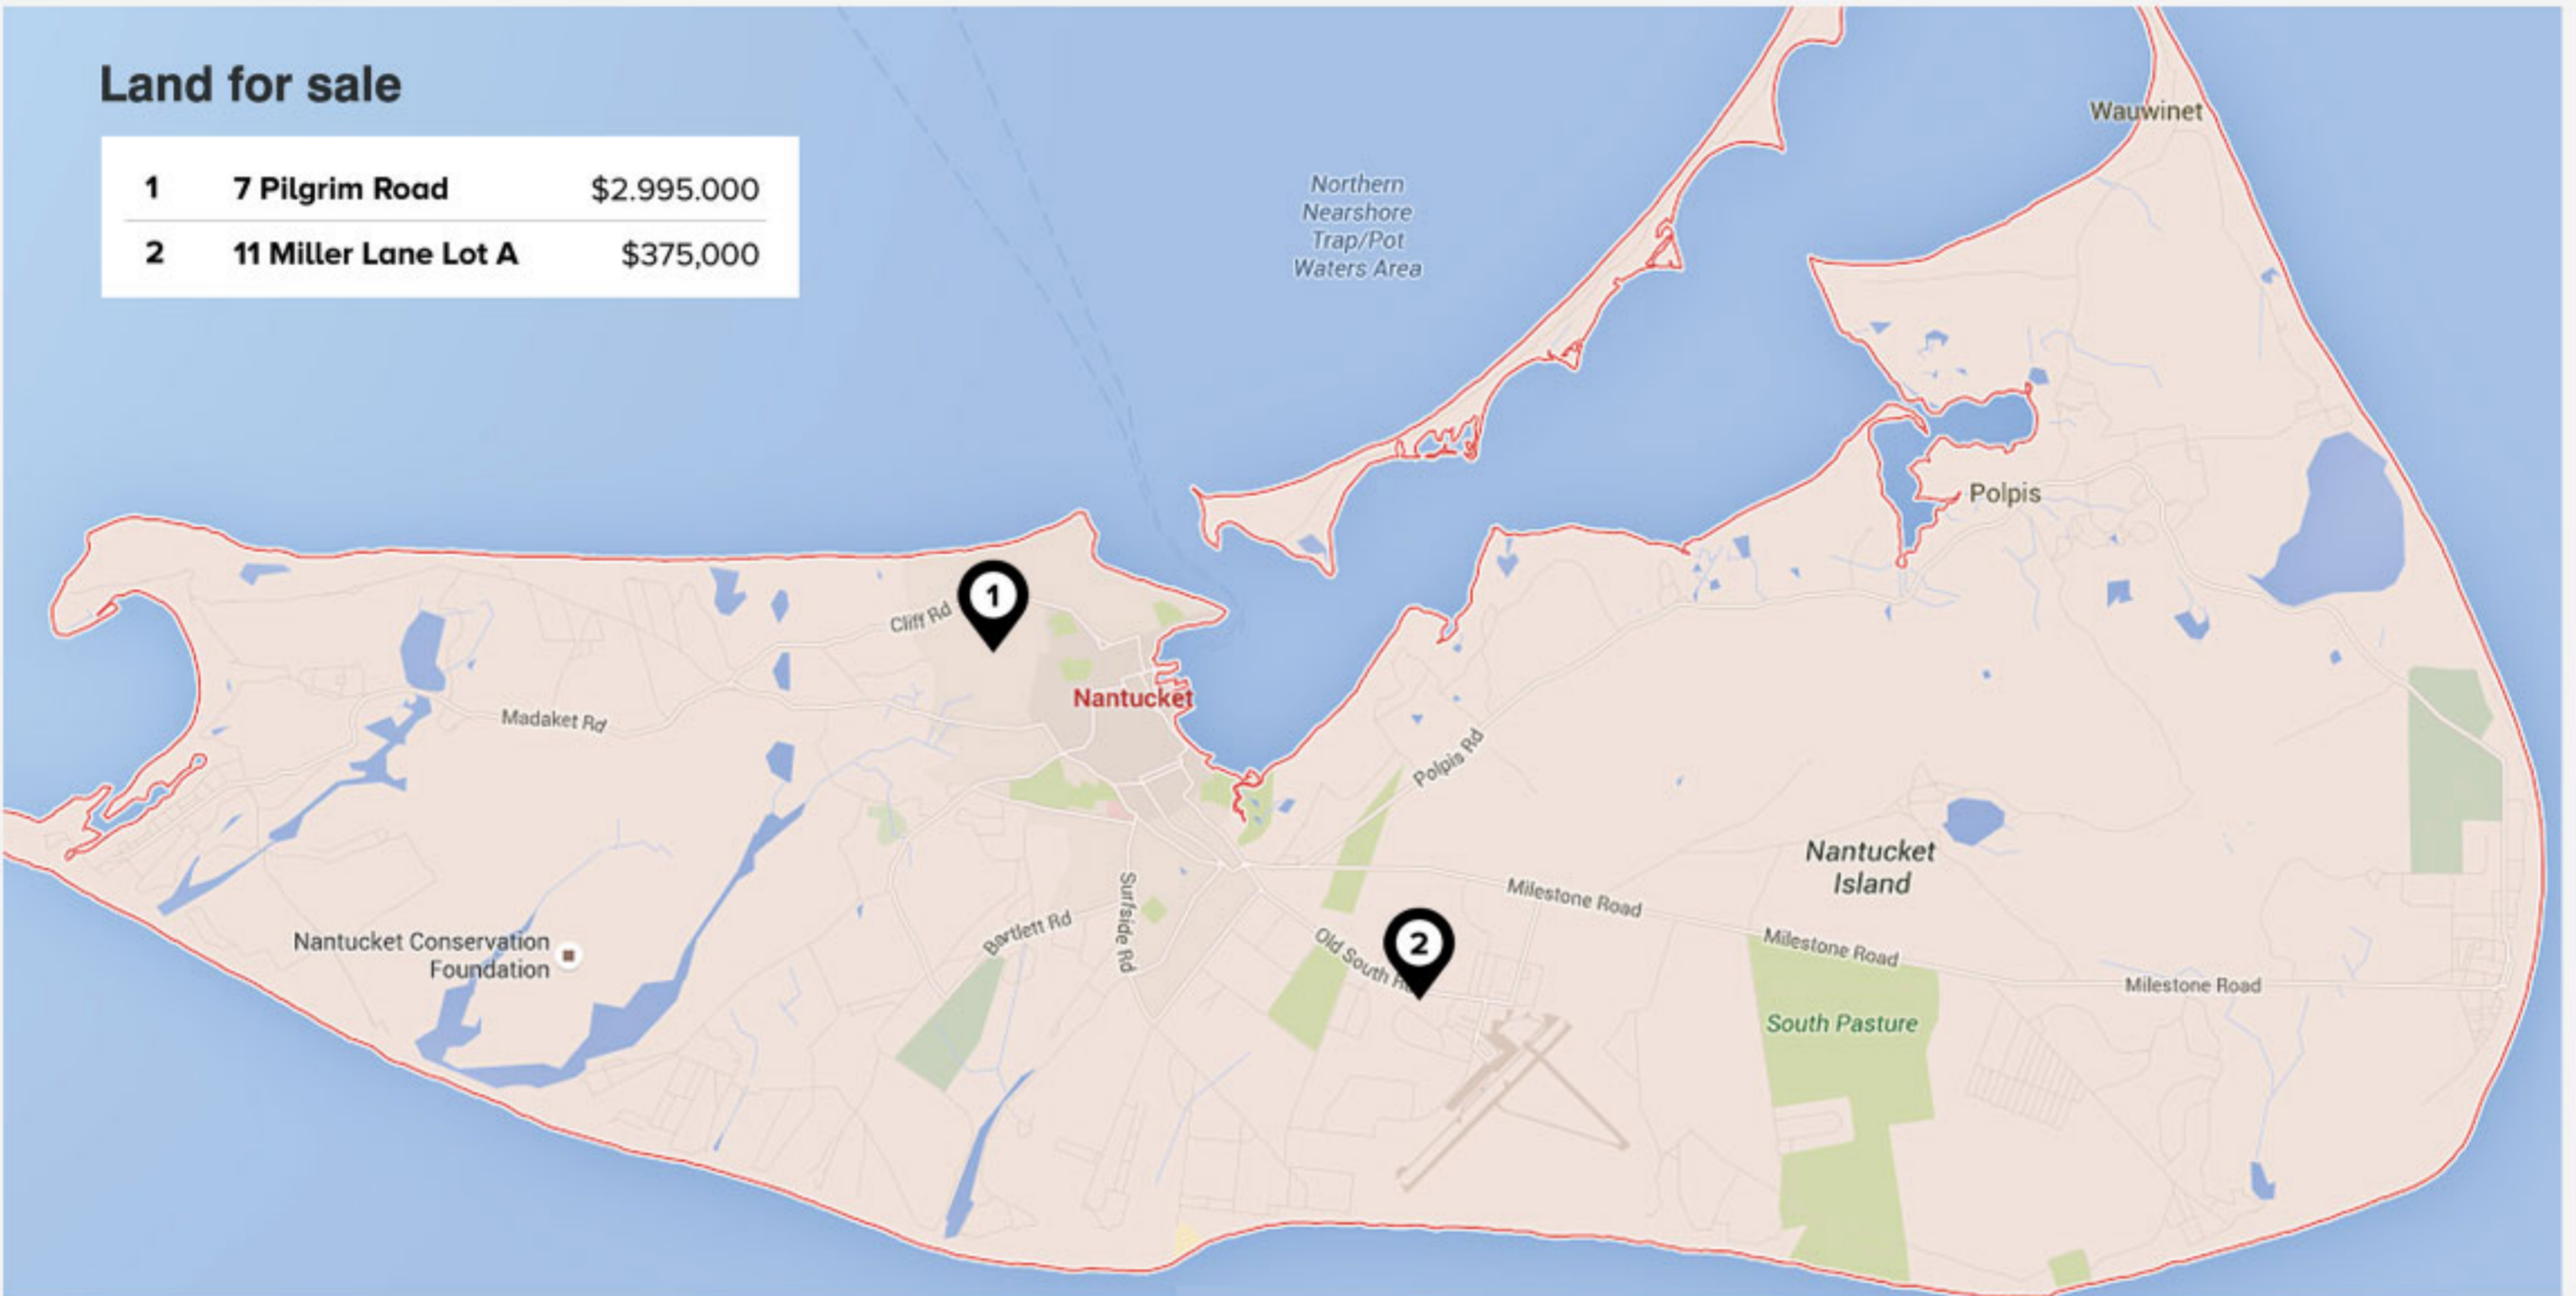 Land for sale
1 7 Pilgrim Road $2.995.000
2 11 Miller Lane Lot A $375,000
Wauwinet
Northern
Nearshore
Trap/Pot
Waters Area
Polpis
1
Cliff Rd
Nantucket
Madaket Rd
Polpis Rd
Nantucket
Island
Milestone Road
Surfside Rd
Bartlett Rd
Old South R
2
Milestone Road
Nantucket Conservation
Foundation
Milestone Road
South Pasture